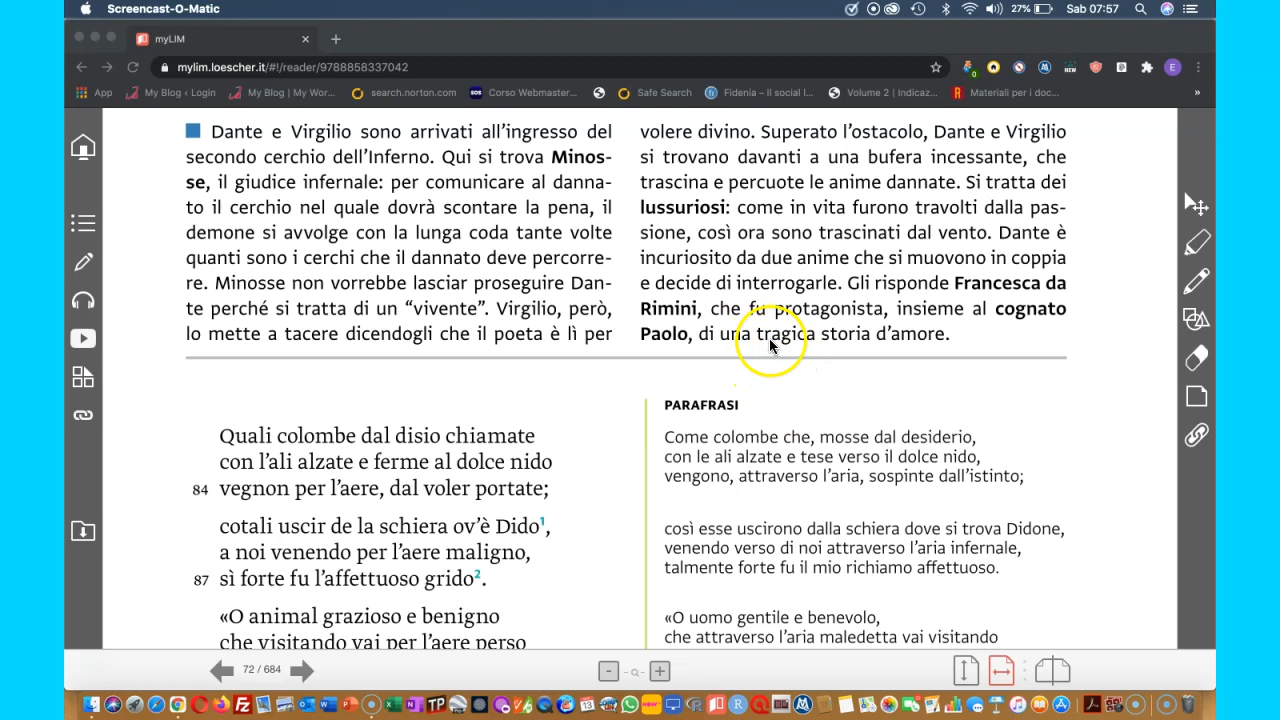 Screencast-O-Matic
27%
Sab 07:57
myLIM
mylim.loescher.it/#!/reader/9788858337042
E
App
My Blog ‹ Login
My Blog | My Wor...
search.norton.com
Corso Webmaster...
Safe Search
Fidenia – Il social l...
Volume 2 | Indicaz...
Materiali per i doc...
»
Dante e Virgilio sono arrivati all’ingresso del
secondo cerchio dell’Inferno. Qui si trova Minos-
se, il giudice infernale: per comunicare al danna-
to il cerchio nel quale dovrà scontare la pena, il
demone si avvolge con la lunga coda tante volte
quanti sono i cerchi che il dannato deve percorre-
re. Minosse non vorrebbe lasciar proseguire Dan-
te perché si tratta di un “vivente”. Virgilio, però,
lo mette a tacere dicendogli che il poeta è lì per
volere divino. Superato l’ostacolo, Dante e Virgilio
si trovano davanti a una bufera incessante, che
trascina e percuote le anime dannate. Si tratta dei
lussuriosi: come in vita furono travolti dalla pas-
sione, così ora sono trascinati dal vento. Dante è
incuriosito da due anime che si muovono in coppia
e decide di interrogarle. Gli risponde Francesca da
Rimini, che fu protagonista, insieme al cognato
Paolo, di una tragica storia d’amore.
Quali colombe dal disio chiamate
con l’ali alzate e ferme al dolce nido
84 vegnon per l’aere, dal voler portate;
cotali uscir de la schiera ov’è Dido1,
a noi venendo per l’aere maligno,
87 sì forte fu l’affettuoso grido2.
«O animal grazioso e benigno
che visitando vai per l’aere perso
PARAFRASI
Come colombe che, mosse dal desiderio,
con le ali alzate e tese verso il dolce nido,
vengono, attraverso l’aria, sospinte dall’istinto;
così esse uscirono dalla schiera dove si trova Didone,
venendo verso di noi attraverso l’aria infernale,
talmente forte fu il mio richiamo affettuoso.
«O uomo gentile e benevolo,
che attraverso l’aria maledetta vai visitando
72 / 684